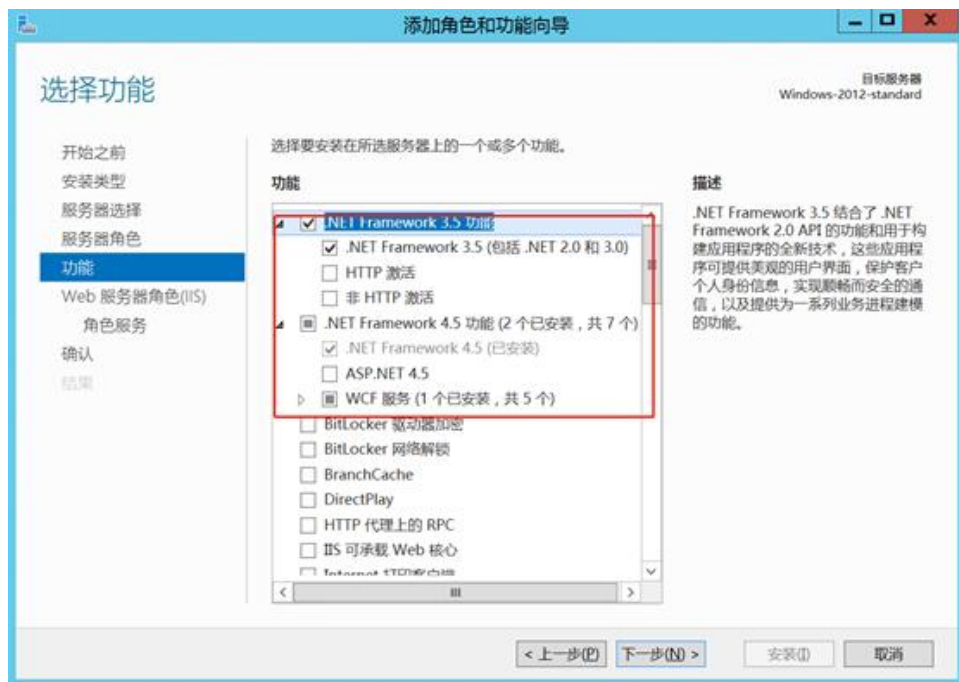 添加角色和功能向导
选择功能
目标服务器
Windows-2012-standard
开始之前
安装类型
服务器选择
服务器角色
功能
Web 服务器角色(IIS)
角色服务
确认
结果
选择要安装在所选服务器上的一个或多个功能。
功能
.NET Framework 3.5 功能
.NET Framework 3.5 (包括 .NET 2.0 和 3.0)
HTTP 激活
非 HTTP 激活
.NET Framework 4.5 功能 (2 个已安装，共 7 个)
.NET Framework 4.5 (已安装)
ASP.NET 4.5
WCF 服务 (1 个已安装，共 5 个)
BitLocker 驱动器加密
BitLocker 网络解锁
BranchCache
DirectPlay
HTTP 代理上的 RPC
IIS 可承载 Web 核心
Internet 打印客户端
描述
.NET Framework 3.5 结合了 .NET
Framework 2.0 API 的功能和用于构
建应用程序的全新技术，这些应用程
序可提供美观的用户界面，保护客户
个人身份信息，实现顺畅而安全的通
信，以及提供为一系列业务进程建模
的功能。
< 上一步(P)
下一步(N) >
安装(I)
取消